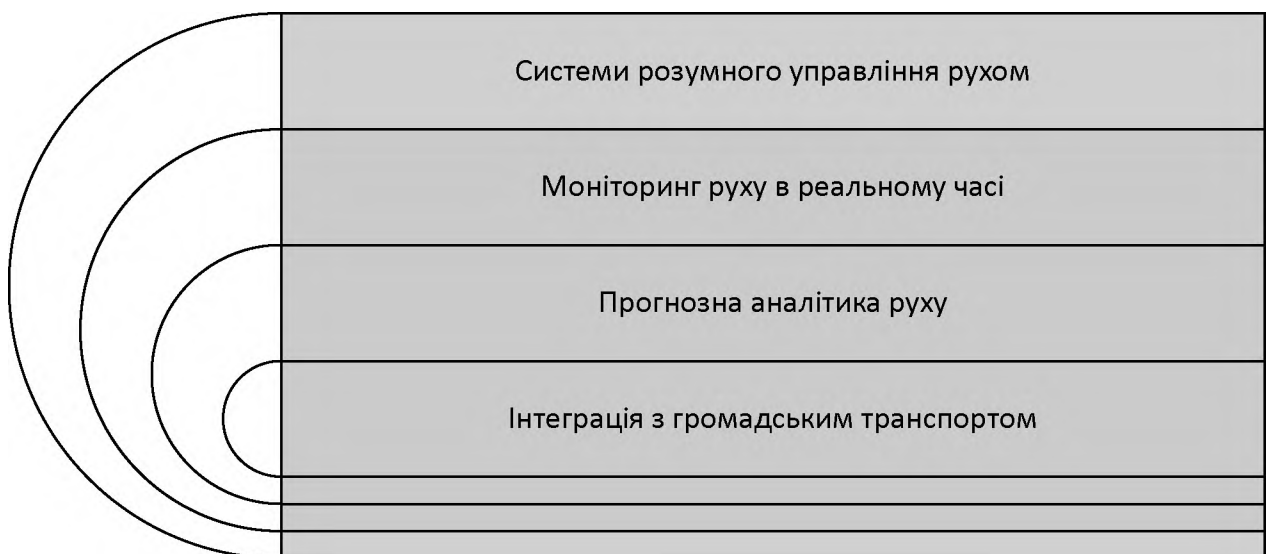 Системи розумного управління рухом
Моніторинг руху в реальному часі
Прогнозна аналітика руху
Інтеграція з громадським транспортом